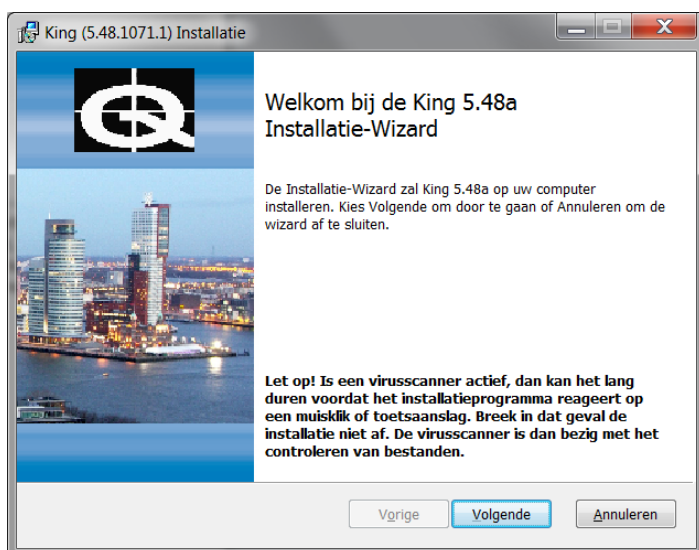 King (5.48.1071.1) Installatie
Welkom bij de King 5.48a
Installatie-Wizard
De Installatie-Wizard zal King 5.48a op uw computer
installeren. Kies Volgende om door te gaan of Annuleren om de
wizard af te sluiten.
Let op! Is een virusscanner actief, dan kan het lang
duren voordat het installatieprogramma reageert op
een muisklik of toetsaanslag. Breek in dat geval de
installatie niet af. De virusscanner is dan bezig met het
controleren van bestanden.
Vorige
Volgende
Annuleren